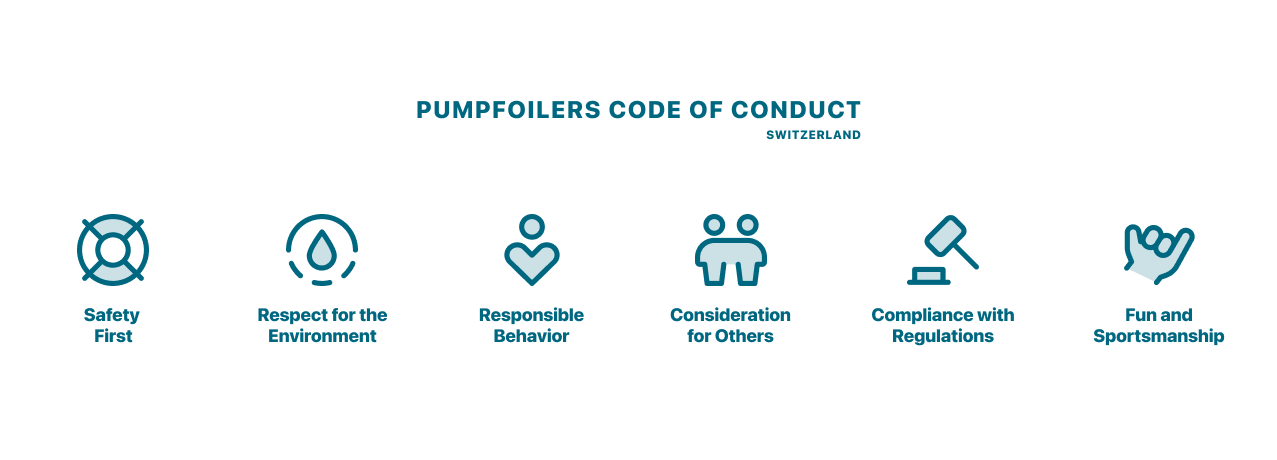 PUMPFOILERS CODE OF CONDUCT
SWITZERLAND
Safety
First
Respect for the
Environment
Responsible
Behavior
Consideration
for Others
Compliance with
Regulations
Fun and
Sportsmanship